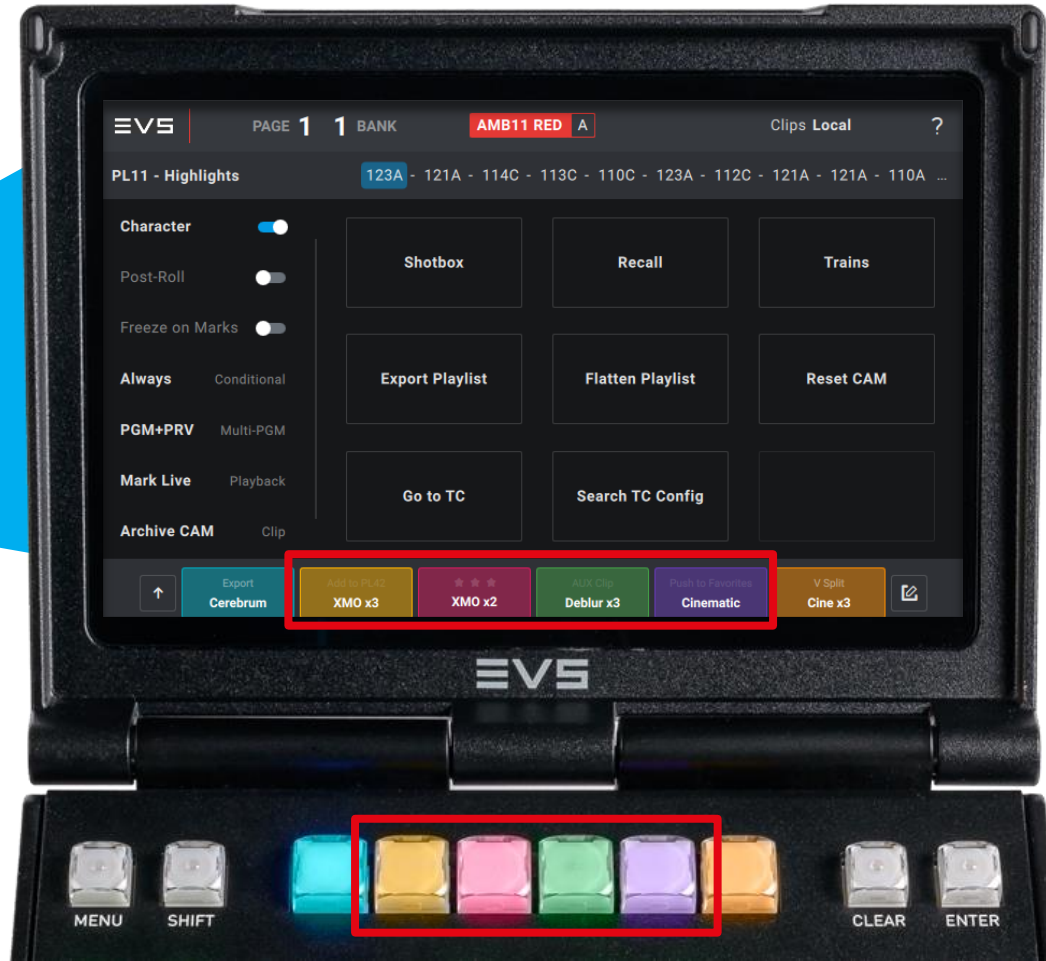 EVS PAGE 1 1 BANK AMB11 RED A Clips Local ?
PL11 - Highlights 123A - 121A - 114C - 113C - 110C - 123A - 112C - 121A - 121A - 110A ...
Character
Post-Roll
Freeze on Marks
Always Conditional
PGM+PRV Multi-PGM
Mark Live Playback
Archive CAM Clip
Shotbox Recall Trains
Export Playlist Flatten Playlist Reset CAM
Go to TC Search TC Config
Export Add to PL42 ★ ★ ★ AUX Clip Push to Favorites V Split
Cerebrum XMO x3 XMO x2 Deblur x3 Cinematic Cine x3
EVS
MENU SHIFT CLEAR ENTER